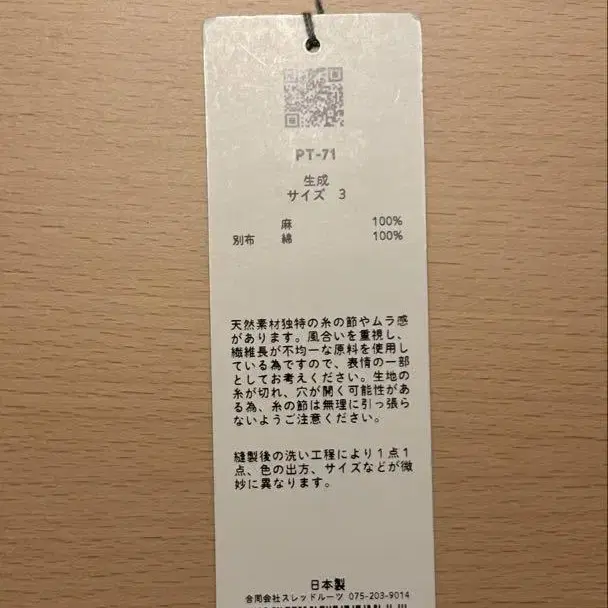 PT-71
生成
サイズ 3
麻 100%
別布 綿 100%
天然素材独特の糸の節やムラ感
があります。風合いを重視し、
繊維長が不均一な原料を使用し
ている為ですので、表情の一部
としてお考えください。生地の
糸が切れ、穴が開く可能性があ
る為、糸の節は無理に引っ張ら
ないようご注意ください。
縫製後の洗い工程により1点1
点、色の出方、サイズなどが微
妙に異なります。
日本製
合同会社スレッドルーツ 075-203-9014